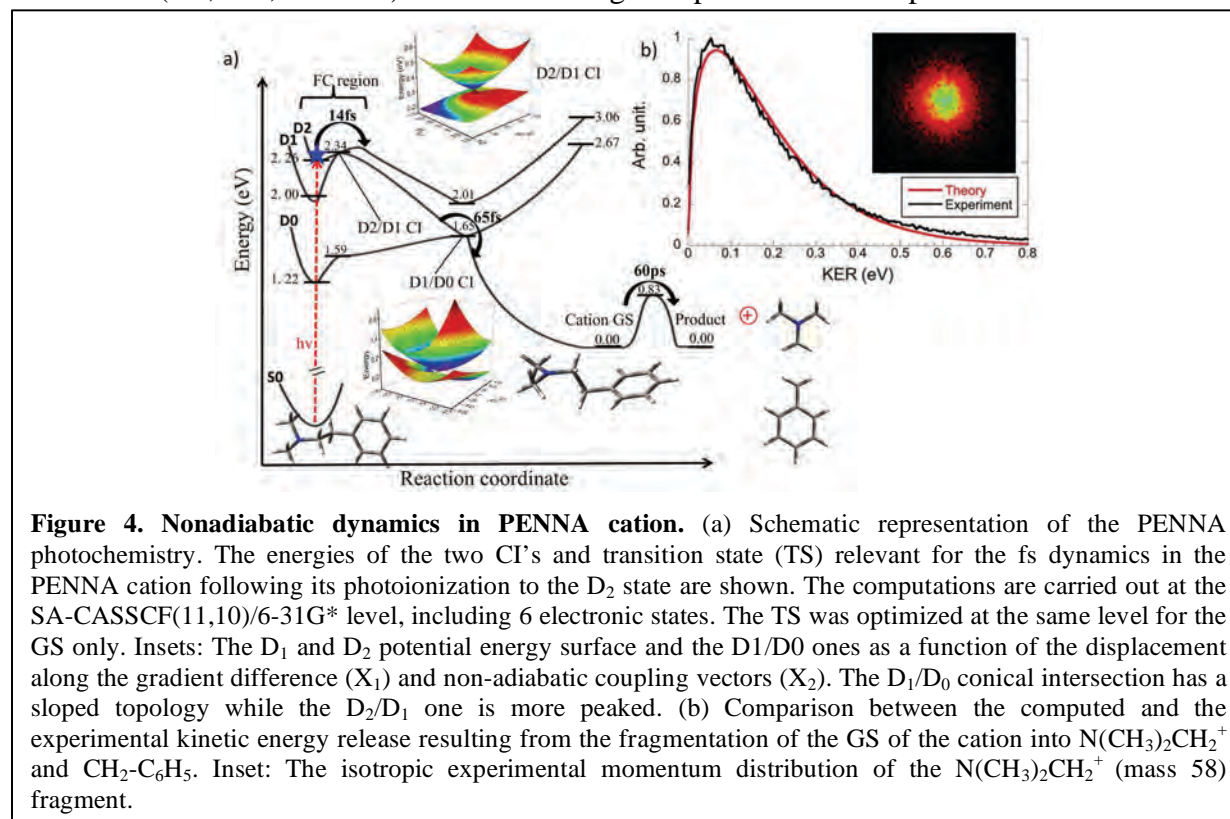 a)
FC region
14fs
D2
D1
2.26
2.34
2.00
D0
D2/D1 CI
1.59
1.22
hν
S0
Energy (eV)
D2/D1 CI
3.06
2.67
2.01
65fs
1.65
D1/D0 CI
60ps
0.83
Cation GS
Product
0.00
0.00
Reaction coordinate
b)
Arb. unit.
1
0.8
0.6
0.4
0.2
0
Theory
Experiment
0 0.1 0.2 0.3 0.4 0.5 0.6 0.7 0.8
KER (eV)
Figure 4. Nonadiabatic dynamics in PENNA cation. (a) Schematic representation of the PENNA
photochemistry. The energies of the two CI's and transition state (TS) relevant for the fs dynamics in the
PENNA cation following its photoionization to the D2 state are shown. The computations are carried out at the
SA-CASSCF(11,10)/6-31G* level, including 6 electronic states. The TS was optimized at the same level for the
GS only. Insets: The D1 and D2 potential energy surface and the D1/D0 ones as a function of the displacement
along the gradient difference (X1) and non-adiabatic coupling vectors (X2). The D1/D0 conical intersection has a
sloped topology while the D2/D1 one is more peaked. (b) Comparison between the computed and the
experimental kinetic energy release resulting from the fragmentation of the GS of the cation into N(CH3)2CH2+
and CH2-C6H5. Inset: The isotropic experimental momentum distribution of the N(CH3)2CH2+ (mass 58)
fragment.